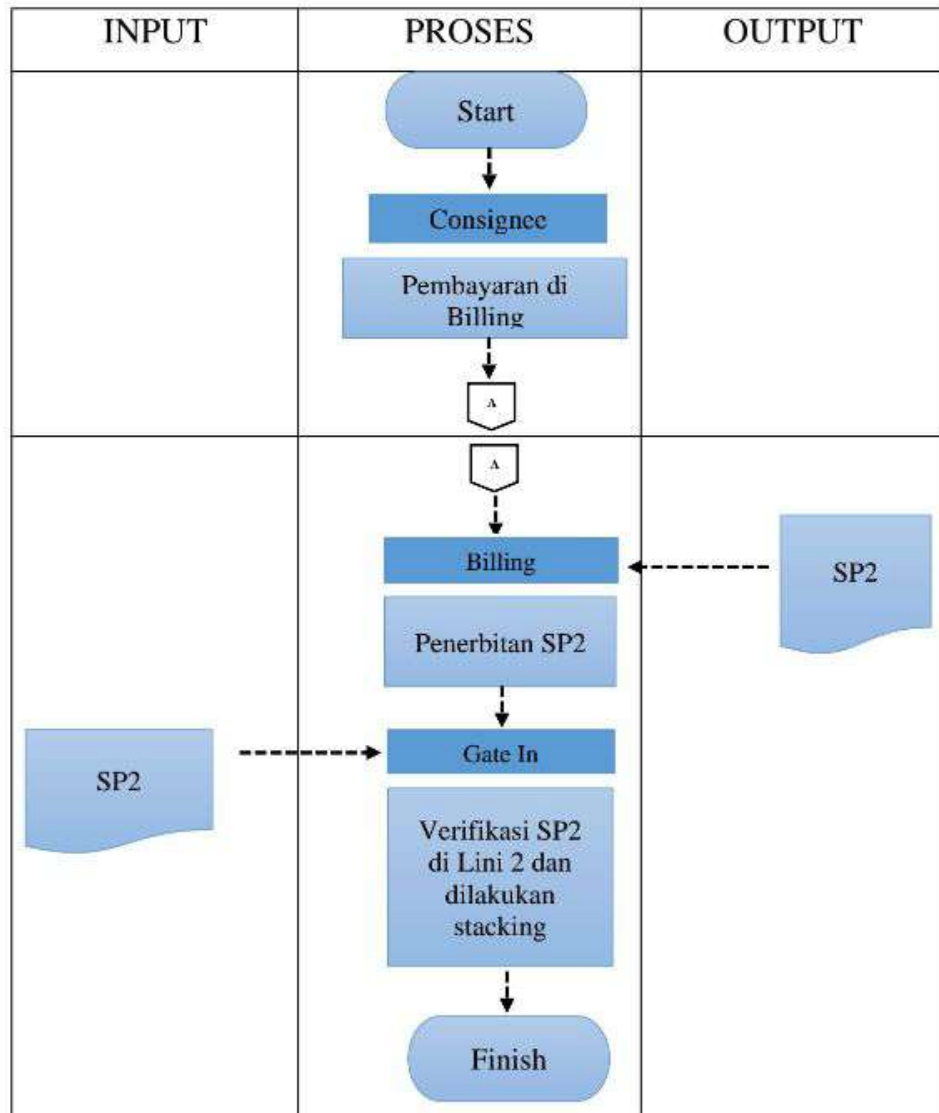 INPUT
PROSES
OUTPUT
Start
Consignee
Pembayaran di
Billing
A
A
Billing
SP2
Penerbitan SP2
Gate In
SP2
Verifikasi SP2
di Lini 2 dan
dilakukan
stacking
Finish